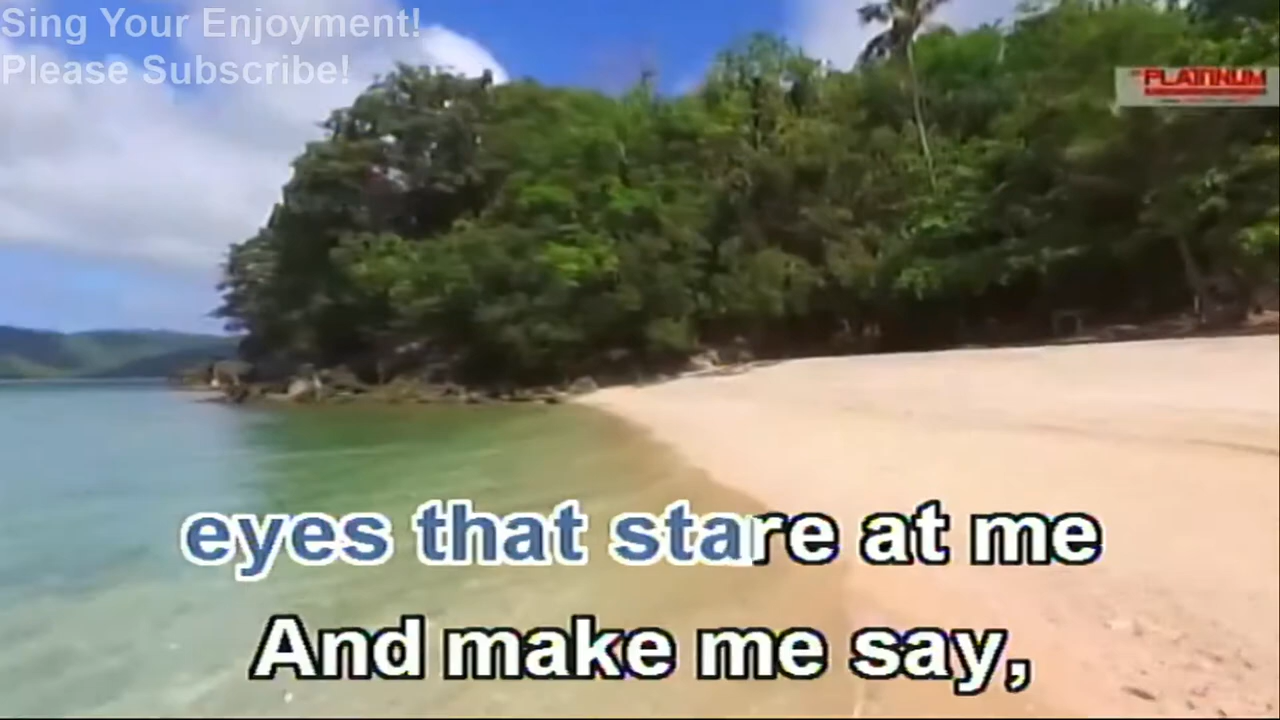 Sing Your Enjoyment!
Please Subscribe!
PLATINUM
eyes that stare at me
And make me say,